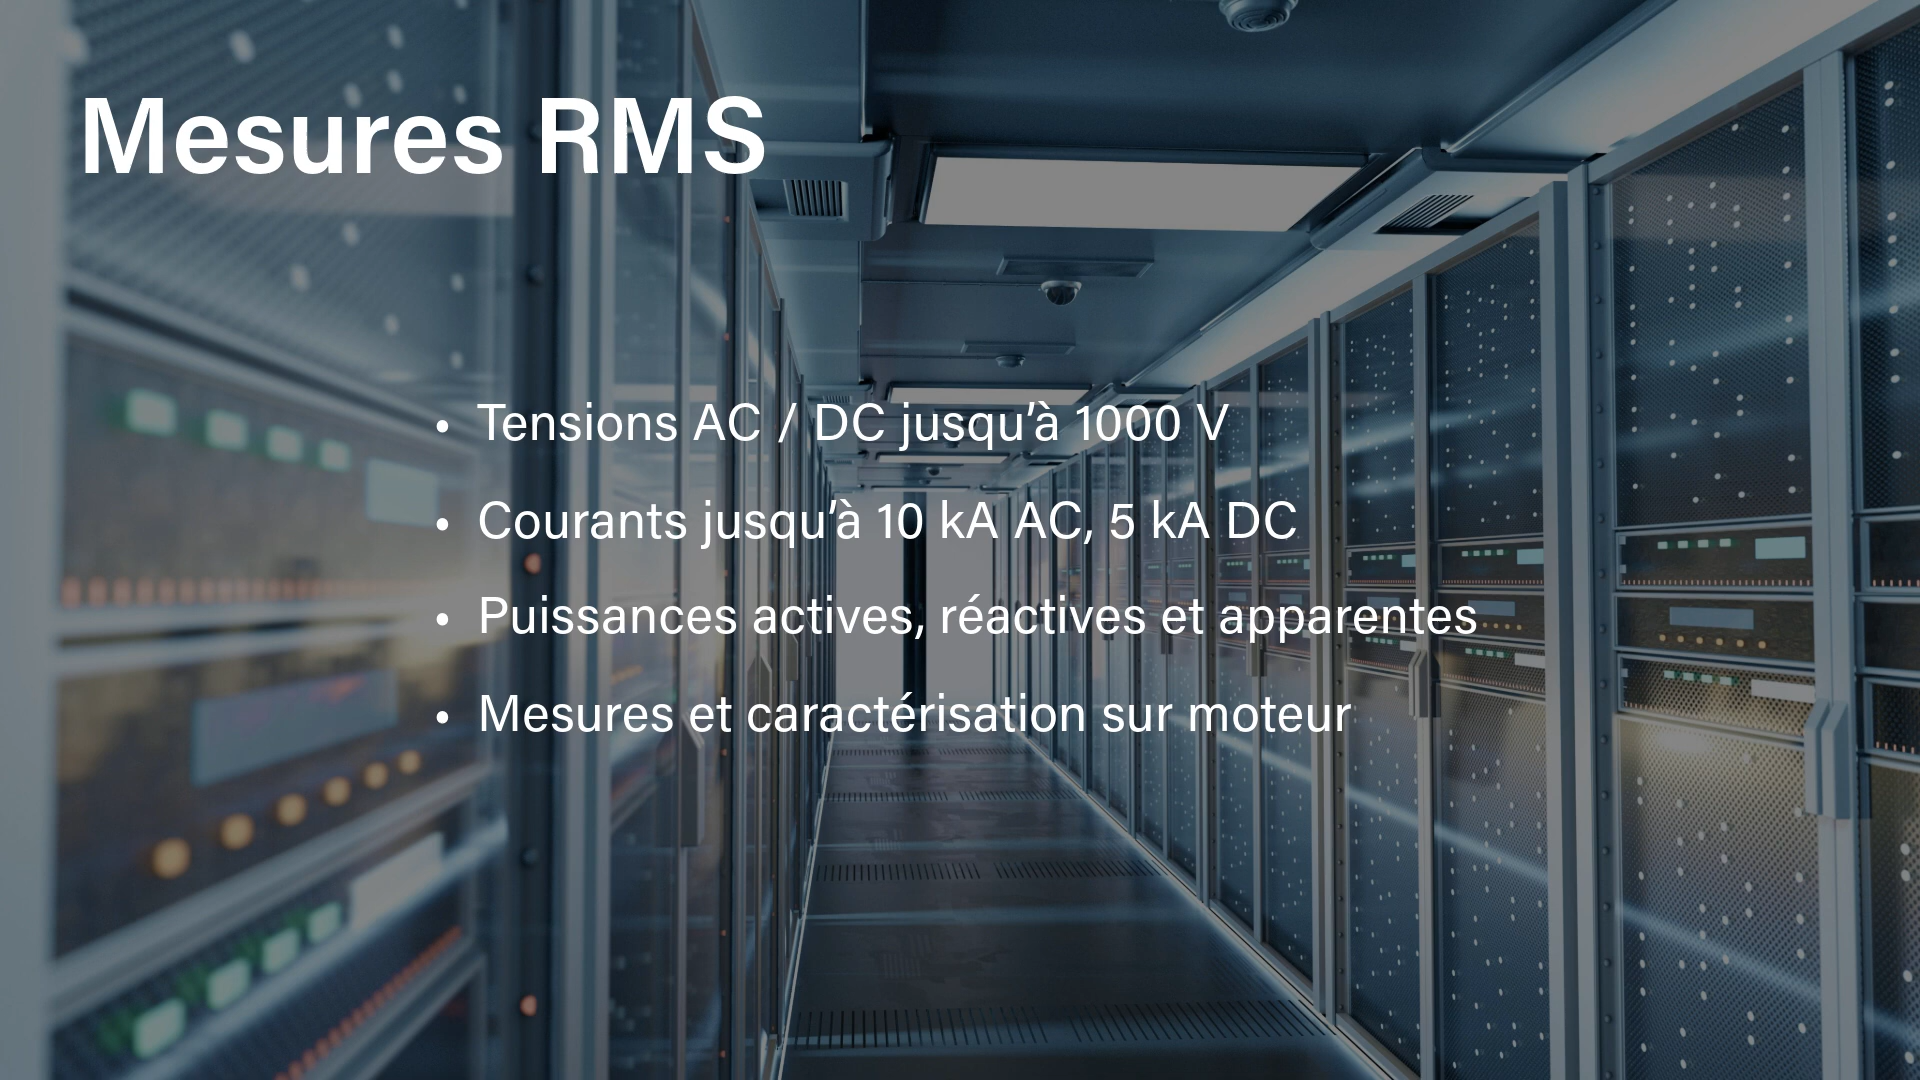 Mesures RMS
• Tensions AC / DC jusqu’à 1000 V
• Courants jusqu’à 10 kA AC, 5 kA DC
• Puissances actives, réactives et apparentes
• Mesures et caractérisation sur moteur